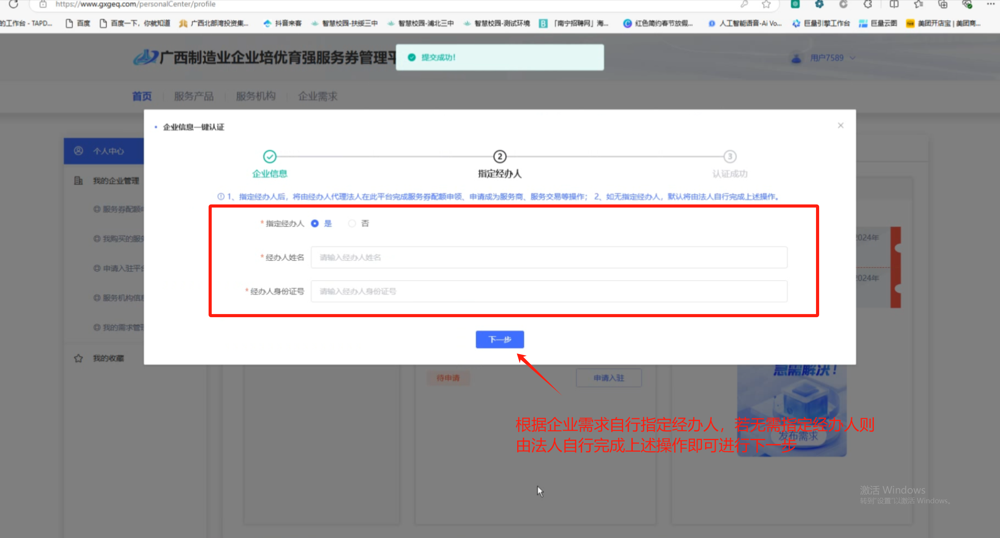 https://www.gxgeq.com/personalCenter/profile
的工作台 - TAPD...
百度
百度一下，你就知道
广西北部湾投资集...
抖音来客
智慧校园-扶绥三中
智慧校园-浦北三中
智慧校园-测试环境
「南宁招聘网」海...
红色简约春节放假...
人工智能语音-Ai Vo...
巨量引擎工作台
巨量云图
美团开店宝 | 美团商...
广西制造业企业培优育强服务券管理平
提交成功！
用户7589
首页
服务产品
服务机构
企业需求
企业信息一键认证
个人中心
我的企业管理
服务券配额申
我购买的服务
申请入驻平台
服务机构信息
我的需求管理
我的收藏
企业信息
2
指定经办人
3
认证成功
1、指定经办人后，将由经办人代理法人在此平台完成服务券配额申领、申请成为服务商、服务交易等操作； 2、如无指定经办人，默认将由法人自行完成上述操作。
* 指定经办人 是 否
* 经办人姓名 请输入经办人姓名
* 经办人身份证号 请输入经办人身份证号
下一步
2024年
2024年
待申请
申请入驻
急需解决！
发布需求
根据企业需求自行指定经办人，若无需指定经办人则
由法人自行完成上述操作即可进行下一步
激活 Windows
转到"设置"以激活 Windows。